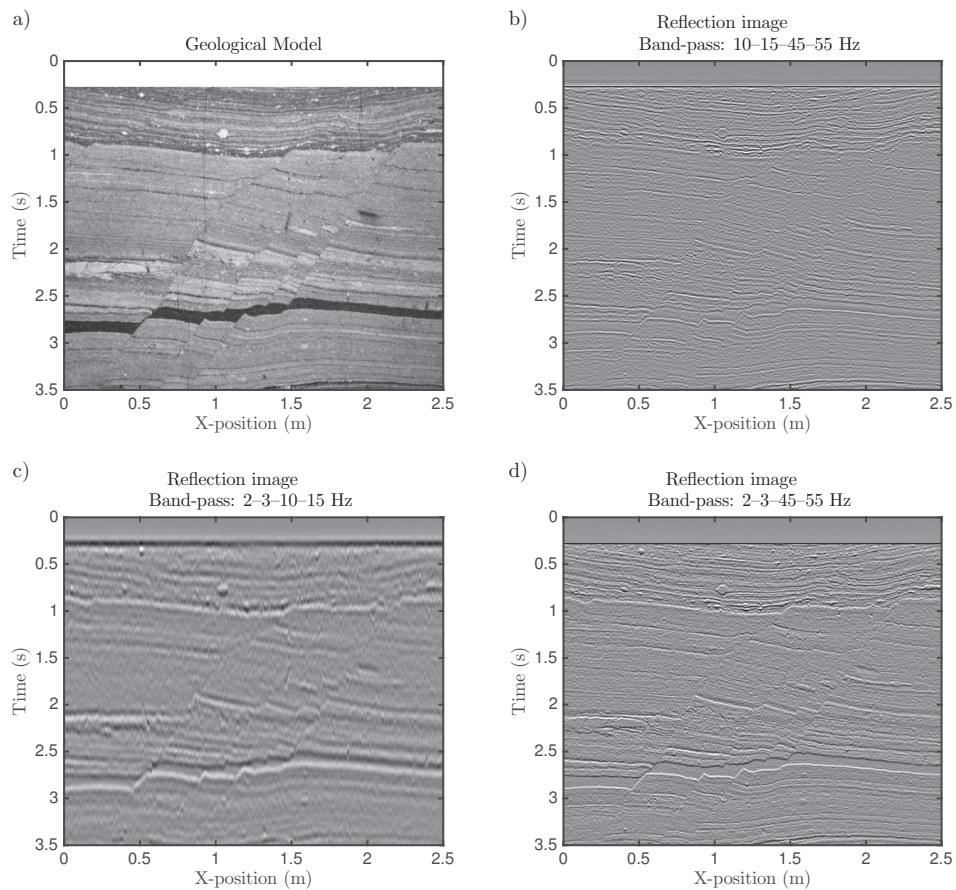 a)
Geological Model
0
0.5
1
1.5
2
2.5
3
3.5
Time (s)
0 0.5 1 1.5 2 2.5
X-position (m)
b)
Reflection image
Band-pass: 10–15–45–55 Hz
0
0.5
1
1.5
2
2.5
3
3.5
Time (s)
0 0.5 1 1.5 2 2.5
X-position (m)
c)
Reflection image
Band-pass: 2–3–10–15 Hz
0
0.5
1
1.5
2
2.5
3
3.5
Time (s)
0 0.5 1 1.5 2 2.5
X-position (m)
d)
Reflection image
Band-pass: 2–3–45–55 Hz
0
0.5
1
1.5
2
2.5
3
3.5
Time (s)
0 0.5 1 1.5 2 2.5
X-position (m)